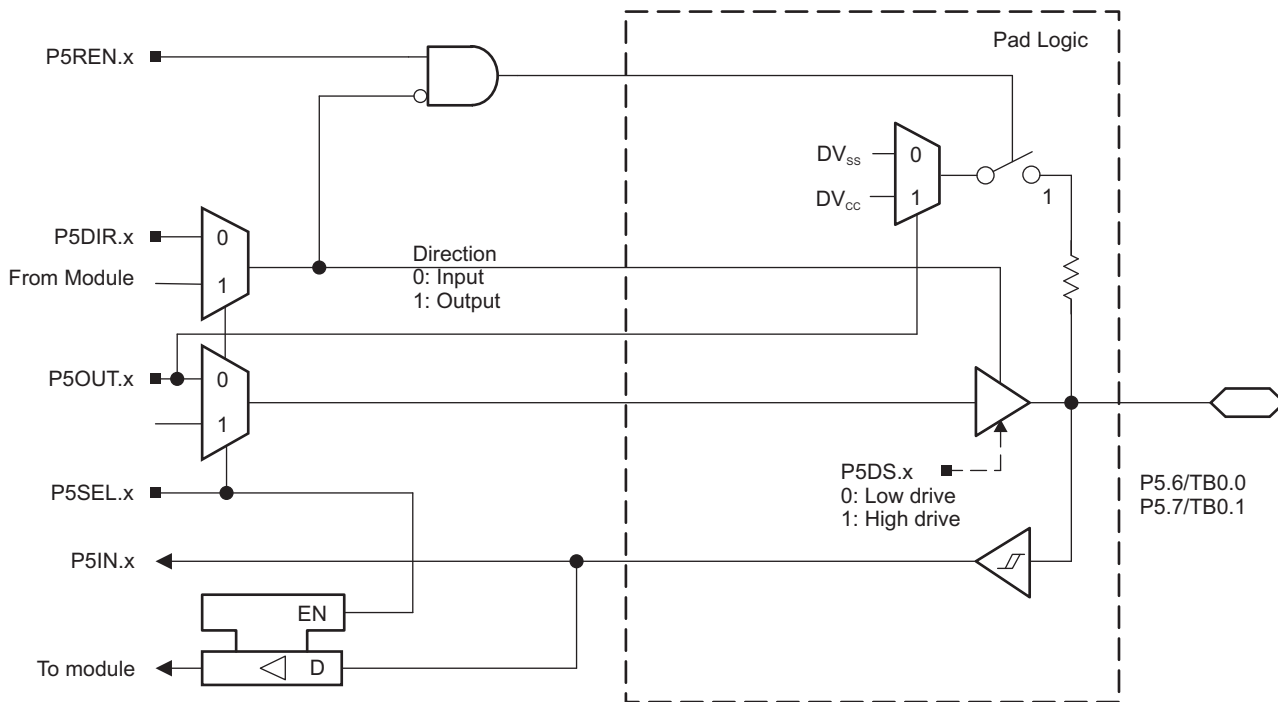 Pad Logic
P5REN.x
DVSS
0
DVCC
1
1
P5DIR.x
0
From Module
1
Direction
0: Input
1: Output
P5OUT.x
0
1
P5DS.x
0: Low drive
1: High drive
P5.6/TB0.0
P5.7/TB0.1
P5SEL.x
P5IN.x
EN
To module
D